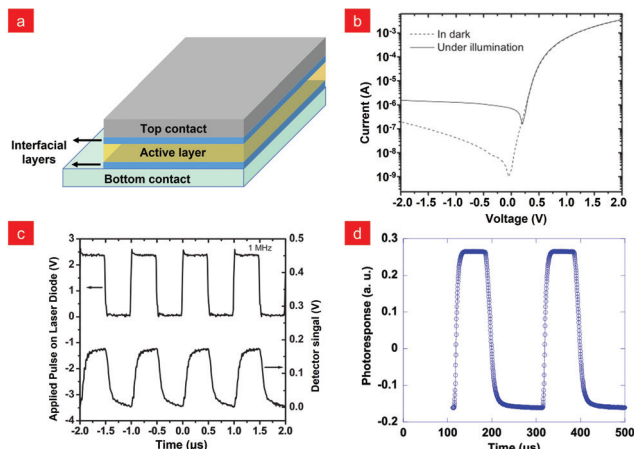 a
Top contact
Interfacial
layers
Active layer
Bottom contact
b
In dark
Under illumination
Current (A)
10-3
10-4
10-5
10-6
10-7
10-8
10-9
-2.0 -1.5 -1.0 -0.5 0.0 0.5 1.0 1.5 2.0
Voltage (V)
c
1 MHz
Applied Pulse on Laser Diode (V)
3
2
1
0
-1
-2
-3
-4
Detector singal (V)
0.5
0.4
0.3
0.2
0.1
0.0
-2.0 -1.5 -1.0 -0.5 0.0 0.5 1.0 1.5 2.0
Time (μs)
d
Photoresponse (a. u.)
0.3
0.2
0.1
0
-0.1
-0.2
0 100 200 300 400 500
Time (us)